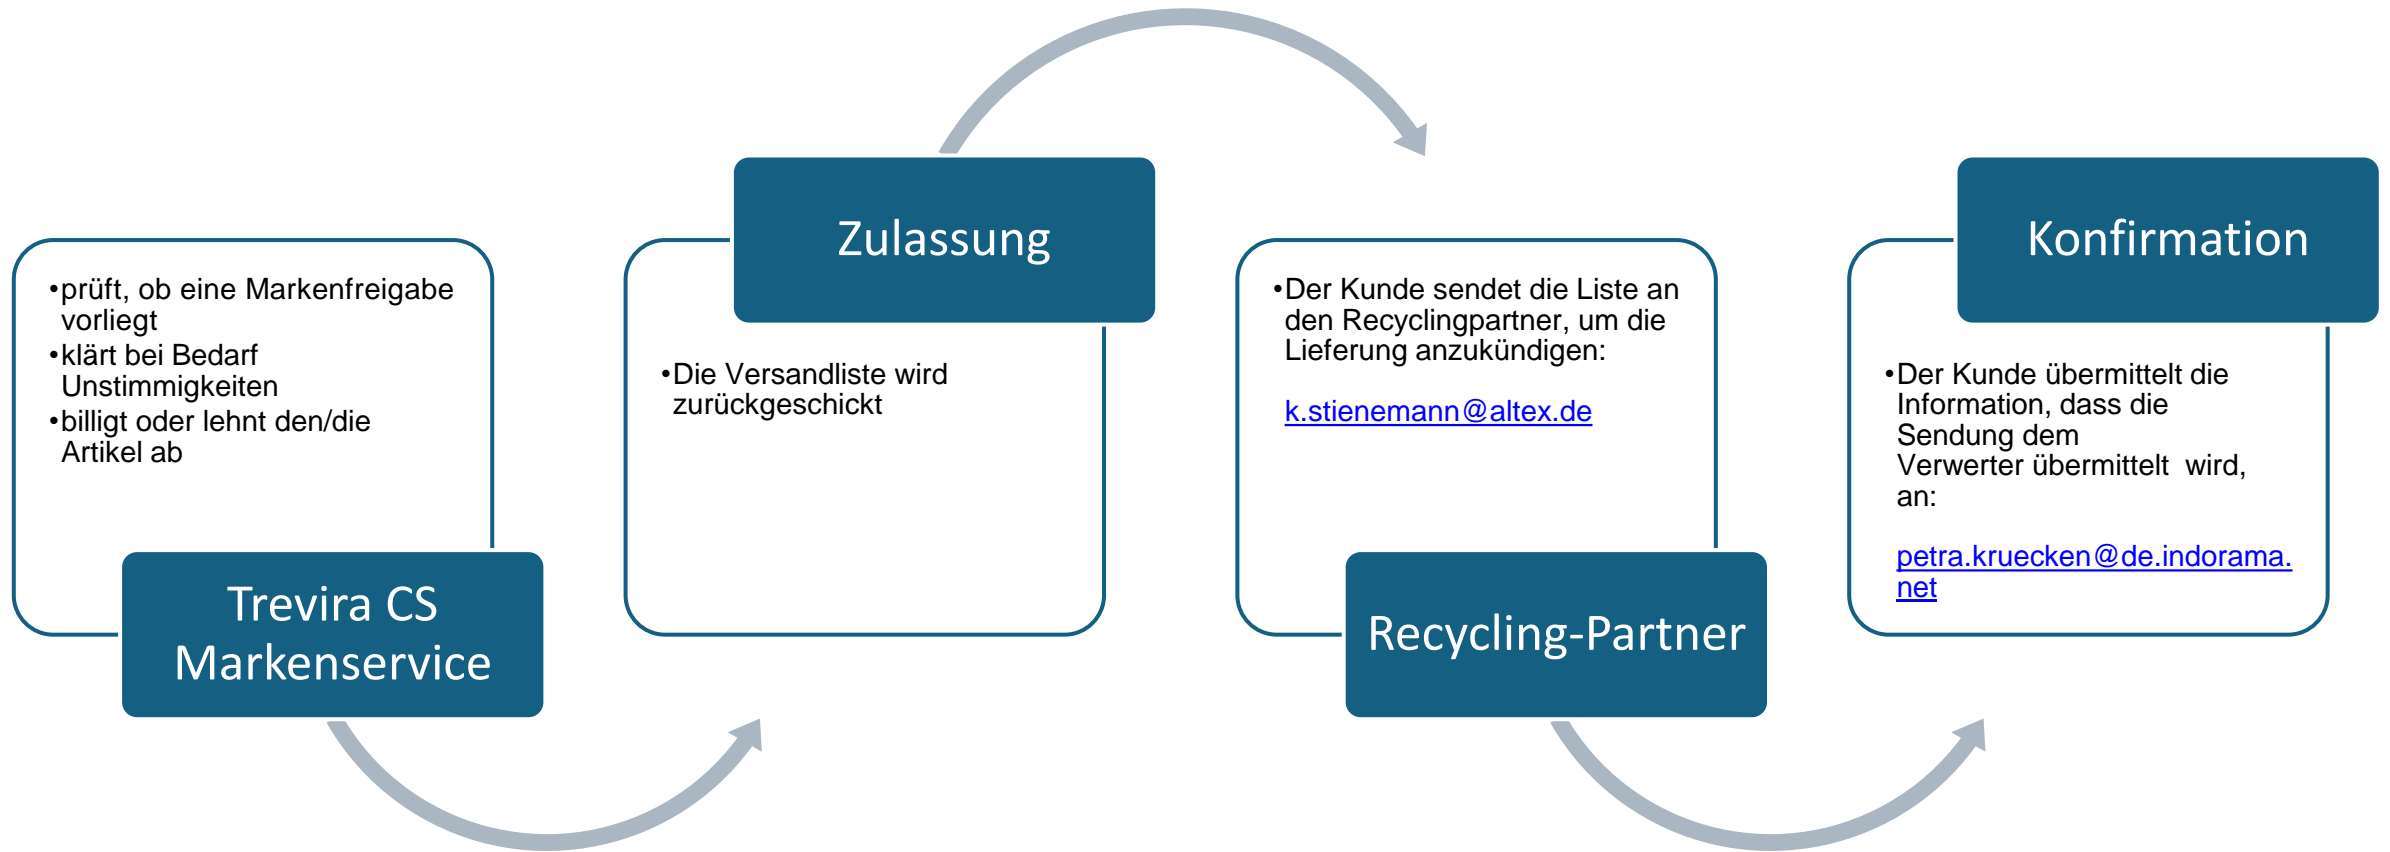 •prüft, ob eine Markenfreigabe
vorliegt
•klärt bei Bedarf
Unstimmigkeiten
•billigt oder lehnt den/die
Artikel ab
Trevira CS
Markenservice
Zulassung
•Die Versandliste wird
zurückgeschickt
•Der Kunde sendet die Liste an
den Recyclingpartner, um die
Lieferung anzukündigen:
k.stienemann@altex.de
Recycling-Partner
Konfirmation
•Der Kunde übermittelt die
Information, dass die
Sendung dem
Verwerter übermittelt  wird,
an:
petra.kruecken@de.indorama.
net